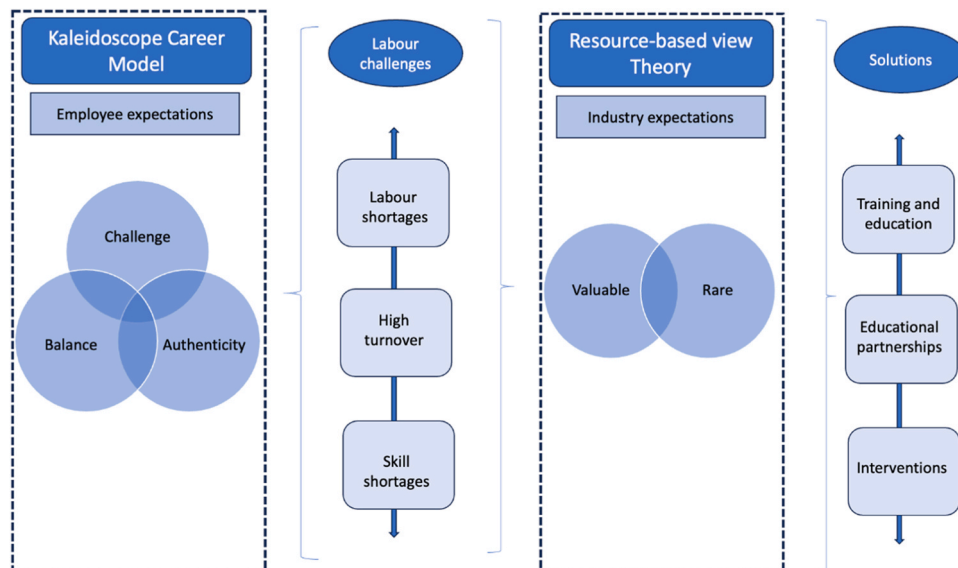 Kaleidoscope Career
Model
Employee expectations
Challenge
Balance
Authenticity
Labour
challenges
Labour
shortages
High
turnover
Skill
shortages
Resource-based view
Theory
Industry expectations
Valuable
Rare
Solutions
Training and
education
Educational
partnerships
Interventions